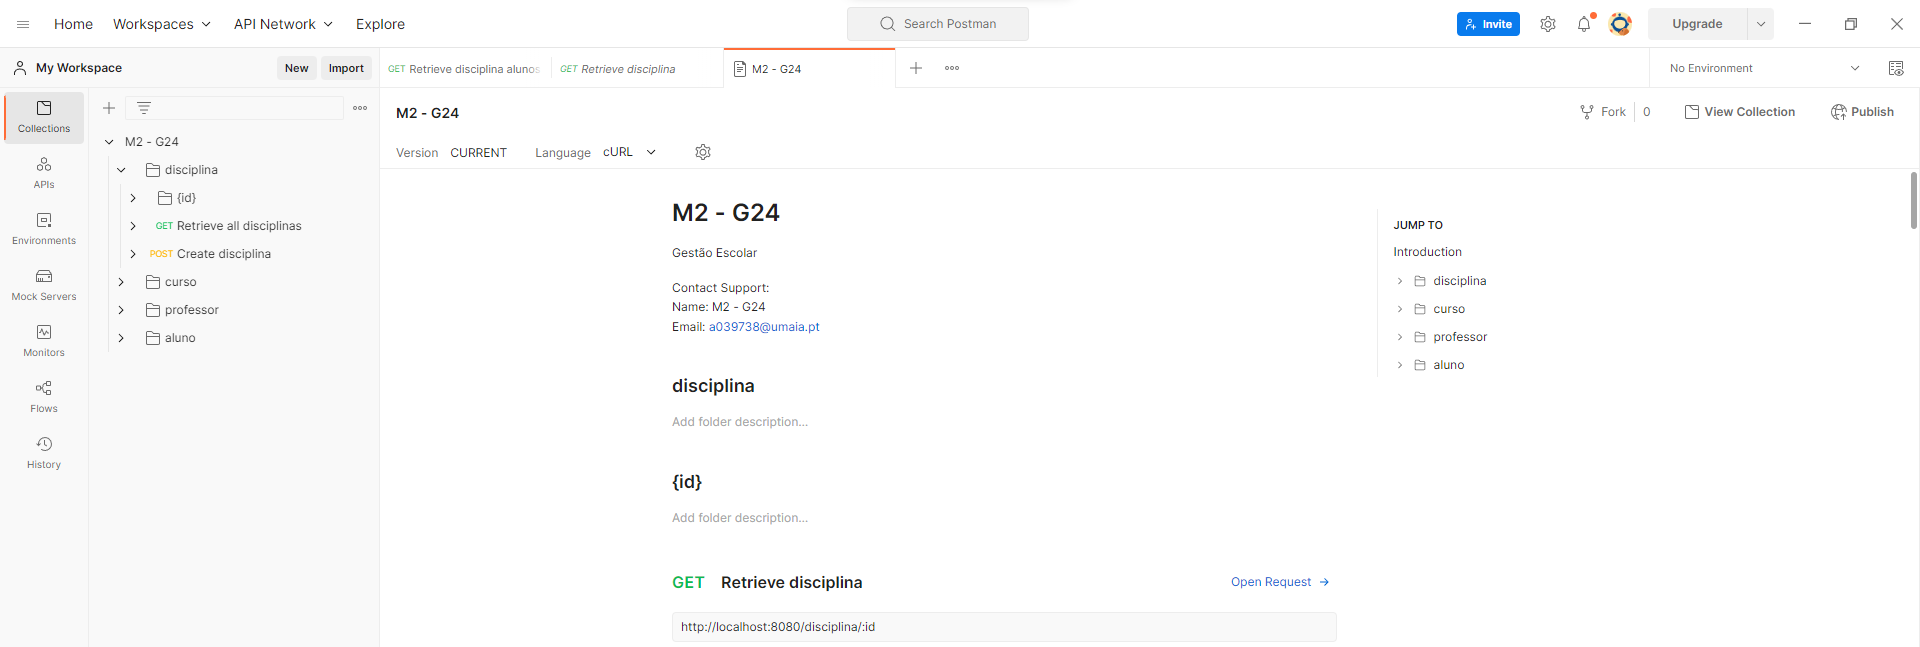 Home Workspaces API Network Explore Search Postman Invite Upgrade
My Workspace New Import GET Retrieve disciplina alunos GET Retrieve disciplina M2 - G24 No Environment
Collections
APIs
Environments
Mock Servers
Monitors
Flows
History
M2 - G24
disciplina
{id}
GET Retrieve all disciplinas
POST Create disciplina
curso
professor
aluno
M2 - G24 Fork 0 View Collection Publish
Version CURRENT Language cURL
M2 - G24
Gestão Escolar
Contact Support:
Name: M2 - G24
Email: a039738@umaia.pt
disciplina
Add folder description...
{id}
Add folder description...
GET Retrieve disciplina Open Request
http://localhost:8080/disciplina/:id
JUMP TO
Introduction
disciplina
curso
professor
aluno